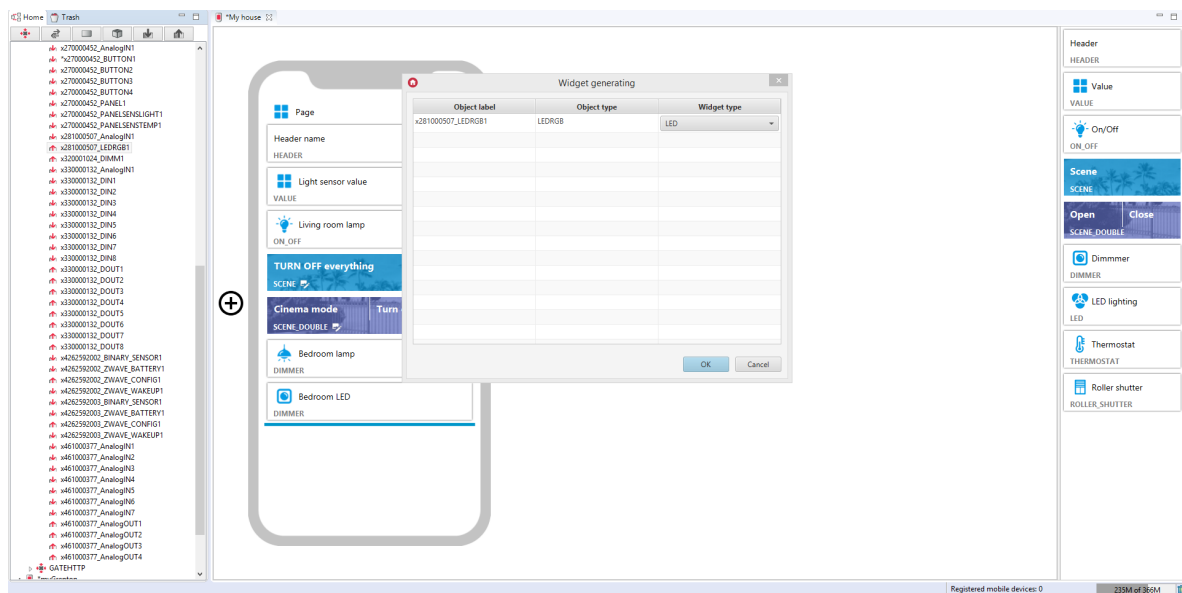 Home
Trash
*My house
x270000452_AnalogIN1
*x270000452_BUTTON1
x270000452_BUTTON2
x270000452_BUTTON3
x270000452_BUTTON4
x270000452_PANEL1
x270000452_PANELSENSLIGHT1
x270000452_PANELSENSTEMP1
x281000507_AnalogIN1
x281000507_LEDRGB1
x320001024_DIMM1
x330000132_AnalogIN1
x330000132_DIN1
x330000132_DIN2
x330000132_DIN3
x330000132_DIN4
x330000132_DIN5
x330000132_DIN6
x330000132_DIN7
x330000132_DIN8
x330000132_DOUT1
x330000132_DOUT2
x330000132_DOUT3
x330000132_DOUT4
x330000132_DOUT5
x330000132_DOUT6
x330000132_DOUT7
x330000132_DOUT8
x4262592002_BINARY_SENSOR1
x4262592002_ZWAVE_BATTERY1
x4262592002_ZWAVE_CONFIG1
x4262592002_ZWAVE_WAKEUP1
x4262592003_BINARY_SENSOR1
x4262592003_ZWAVE_BATTERY1
x4262592003_ZWAVE_CONFIG1
x4262592003_ZWAVE_WAKEUP1
x461000377_AnalogIN1
x461000377_AnalogIN2
x461000377_AnalogIN3
x461000377_AnalogIN4
x461000377_AnalogIN5
x461000377_AnalogIN6
x461000377_AnalogIN7
x461000377_AnalogOUT1
x461000377_AnalogOUT2
x461000377_AnalogOUT3
x461000377_AnalogOUT4
GATEHTTP
Page
Header name
HEADER
Light sensor value
VALUE
Living room lamp
ON_OFF
TURN OFF everything
SCENE
Cinema mode Turn
SCENE_DOUBLE
Bedroom lamp
DIMMER
Bedroom LED
DIMMER
Widget generating
Object label Object type Widget type
x281000507_LEDRGB1 LEDRGB LED
OK Cancel
Header
HEADER
Value
VALUE
On/Off
ON_OFF
Scene
SCENE
Open Close
SCENE_DOUBLE
Dimmmer
DIMMER
LED lighting
LED
Thermostat
THERMOSTAT
Roller shutter
ROLLER_SHUTTER
Registered mobile devices: 0
235M of 366M